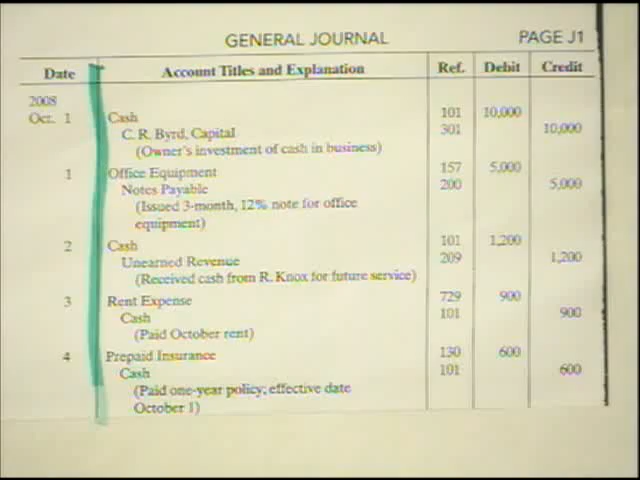 GENERAL JOURNAL PAGE J1
Date Account Titles and Explanation Ref. Debit Credit
2008
Oct. 1 Cash 101 10,000
C. R. Byrd, Capital 301 10,000
(Owner's investment of cash in business)
1 Office Equipment 157 5,000
Notes Payable 200 5,000
(Issued 3-month, 12% note for office
equipment)
2 Cash 101 1,200
Unearned Revenue 209 1,200
(Received cash from R. Knox for future service)
3 Rent Expense 729 900
Cash 101 900
(Paid October rent)
4 Prepaid Insurance 130 600
Cash 101 600
(Paid one-year policy; effective date
October 1)